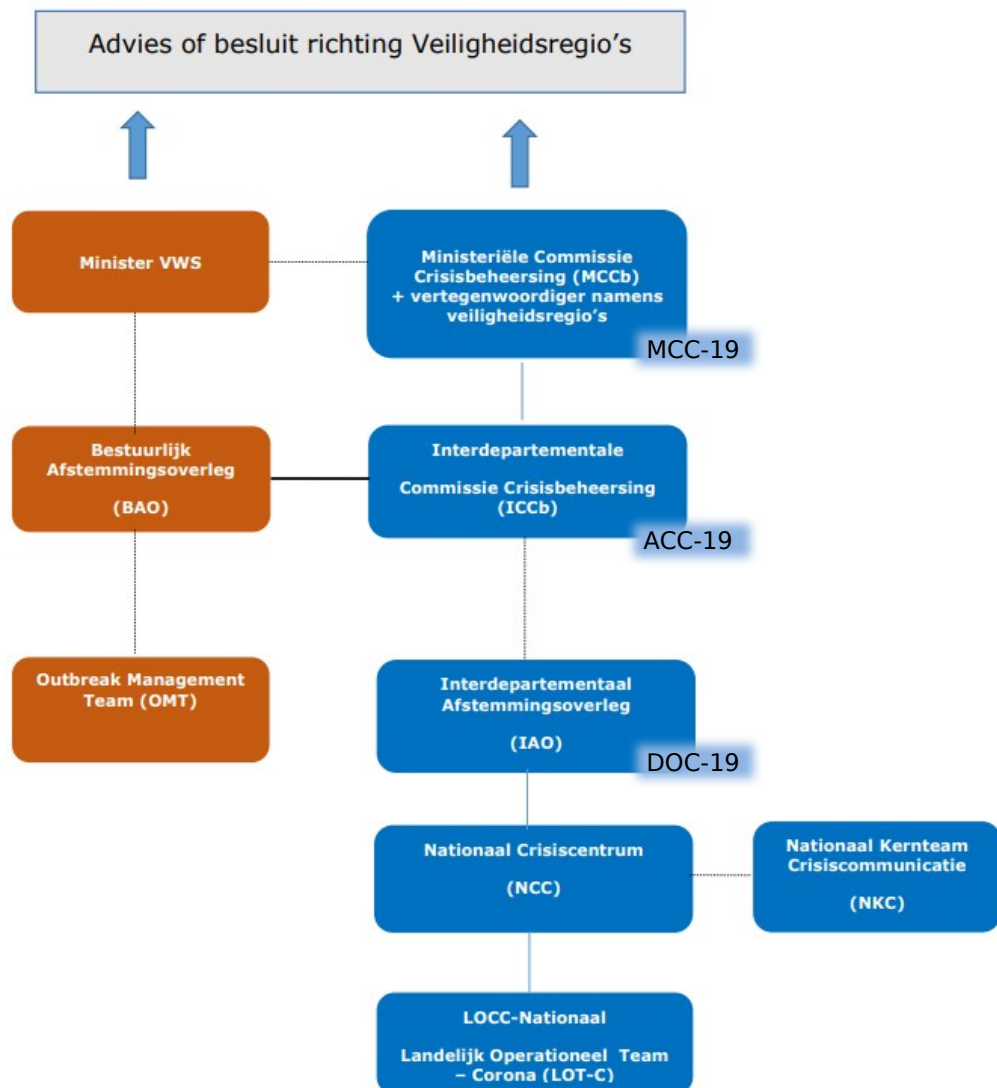 Advies of besluit richting Veiligheidsregio's
Minister VWS
Ministeriële Commissie
Crisisbeheersing (MCCb)
+ vertegenwoordiger namens
veiligheidsregio's
MCC-19
Bestuurlijk
Afstemmingsoverleg
(BAO)
Interdepartementale
Commissie Crisisbeheersing
(ICCb)
ACC-19
Outbreak Management
Team (OMT)
Interdepartementaal
Afstemmingsoverleg
(IAO)
DOC-19
Nationaal Crisiscentrum
(NCC)
Nationaal Kernteam
Crisiscommunicatie
(NKC)
LOCC-Nationaal
Landelijk Operationeel Team
– Corona (LOT-C)